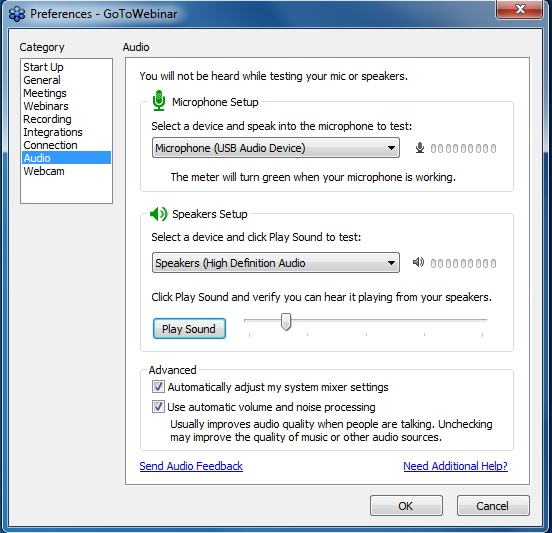 Preferences - GoToWebinar
Category
Audio
Start Up
General
Meetings
Webinars
Recording
Integrations
Connection
Audio
Webcam
You will not be heard while testing your mic or speakers.
Microphone Setup
Select a device and speak into the microphone to test:
Microphone (USB Audio Device)
The meter will turn green when your microphone is working.
Speakers Setup
Select a device and click Play Sound to test:
Speakers (High Definition Audio
Click Play Sound and verify you can hear it playing from your speakers.
Play Sound
Advanced
Automatically adjust my system mixer settings
Use automatic volume and noise processing
Usually improves audio quality when people are talking. Unchecking
may improve the quality of music or other audio sources.
Send Audio Feedback
Need Additional Help?
OK
Cancel